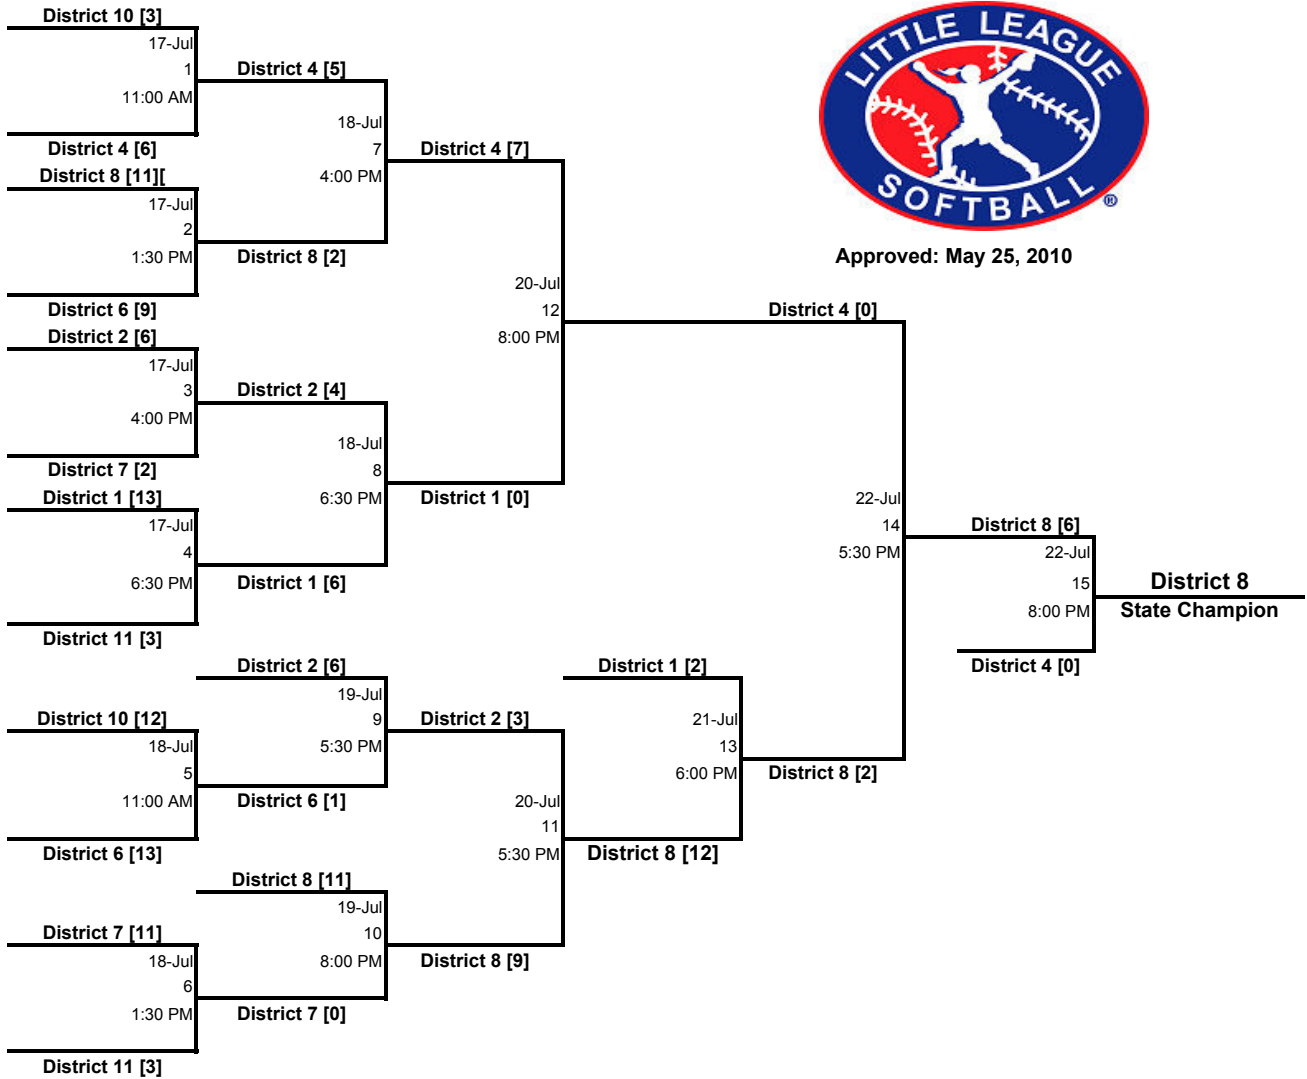 District 10 [3]
17-Jul
1
11:00 AM
District 4 [6]
District 8 [11][
17-Jul
2
1:30 PM
District 6 [9]
District 2 [6]
17-Jul
3
4:00 PM
District 7 [2]
District 1 [13]
17-Jul
4
6:30 PM
District 11 [3]
District 10 [12]
18-Jul
5
11:00 AM
District 6 [13]
District 7 [11]
18-Jul
6
1:30 PM
District 11 [3]
District 4 [5]
18-Jul
7
4:00 PM
District 8 [2]
District 2 [4]
18-Jul
8
6:30 PM
District 1 [6]
District 2 [6]
19-Jul
9
5:30 PM
District 6 [1]
District 8 [11]
19-Jul
10
8:00 PM
District 7 [0]
District 4 [7]
20-Jul
12
8:00 PM
District 1 [0]
District 2 [3]
20-Jul
11
5:30 PM
District 8 [9]
District 1 [2]
21-Jul
13
6:00 PM
District 8 [12]
LITTLE LEAGUE
SOFTBALL
®
Approved: May 25, 2010
District 4 [0]
22-Jul
14
5:30 PM
District 8 [2]
District 8 [6]
22-Jul
15
8:00 PM
District 4 [0]
District 8
State Champion